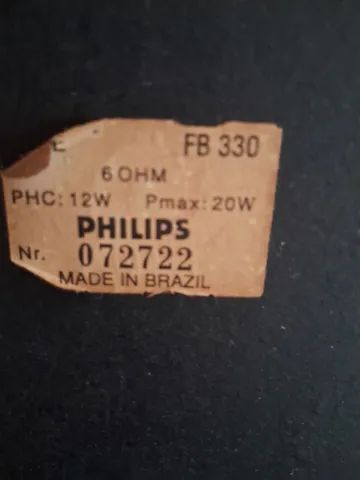 E FB 330
6 OHM
PHC: 12W Pmax: 20W
PHILIPS
Nr. 072722
MADE IN BRAZIL